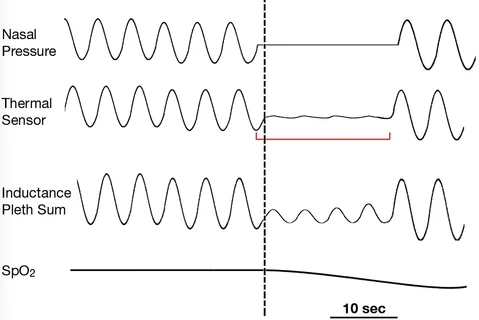 Nasal
Pressure
Thermal
Sensor
Inductance
Pleth Sum
SpO₂
10 sec